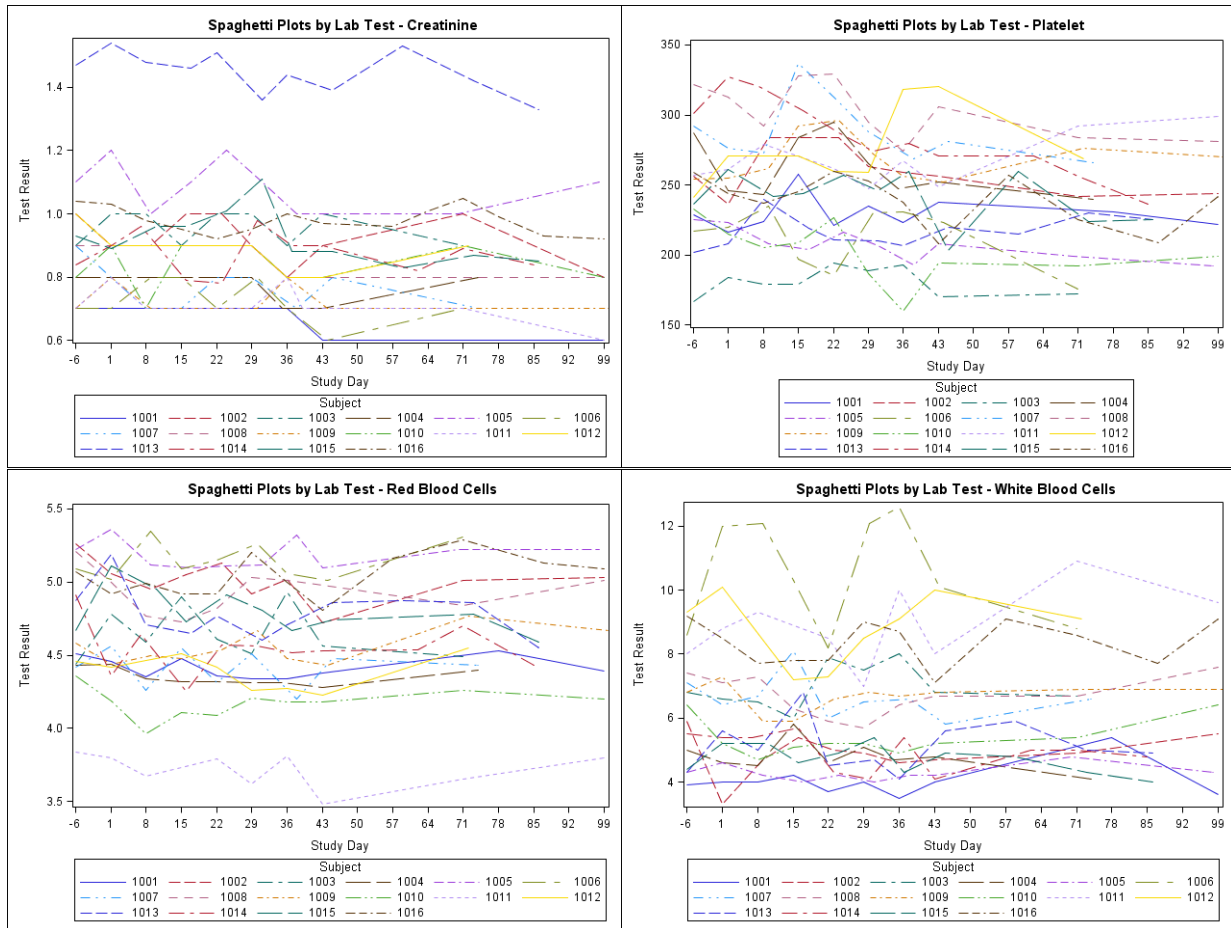 Spaghetti Plots by Lab Test - Creatinine
Test Result
1.4
1.2
1.0
0.8
0.6
-6 1 8 15 22 29 36 43 50 57 64 71 78 85 92 99
Study Day
Subject
1001 1002 1003 1004 1005 1006
1007 1008 1009 1010 1011 1012
1013 1014 1015 1016
Spaghetti Plots by Lab Test - Platelet
Test Result
350
300
250
200
150
-6 1 8 15 22 29 36 43 50 57 64 71 78 85 92 99
Study Day
Subject
1001 1002 1003 1004
1005 1006 1007 1008
1009 1010 1011 1012
1013 1014 1015 1016
Spaghetti Plots by Lab Test - Red Blood Cells
Test Result
5.5
5.0
4.5
4.0
3.5
-6 1 8 15 22 29 36 43 50 57 64 71 78 85 92 99
Study Day
Subject
1001 1002 1003 1004 1005 1006
1007 1008 1009 1010 1011 1012
1013 1014 1015 1016
Spaghetti Plots by Lab Test - White Blood Cells
Test Result
12
10
8
6
4
-6 1 8 15 22 29 36 43 50 57 64 71 78 85 92 99
Study Day
Subject
1001 1002 1003 1004 1005 1006
1007 1008 1009 1010 1011 1012
1013 1014 1015 1016